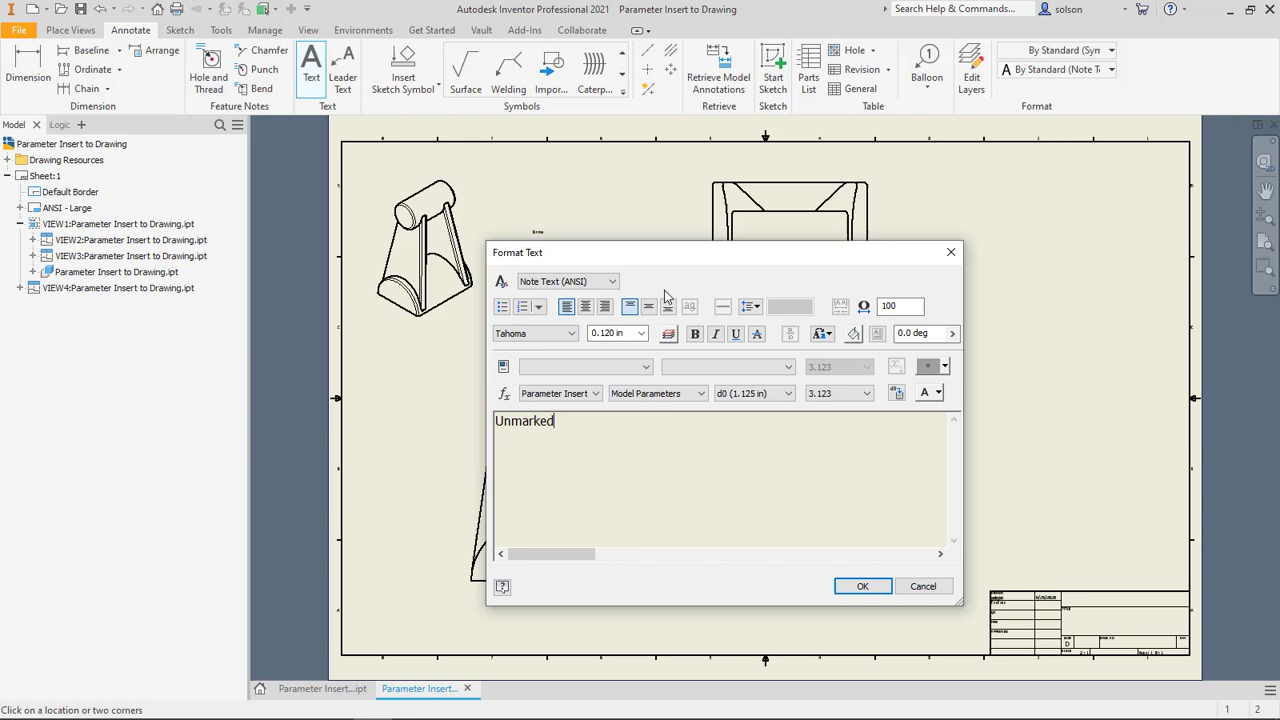 Autodesk Inventor Professional 2021 Parameter Insert to Drawing
Search Help & Commands...
solson
File Place Views Annotate Sketch Tools Manage View Environments Get Started Vault Add-Ins Collaborate
Dimension
Baseline
Ordinate
Chain
Arrange
Dimension
Hole and Thread
Chamfer
Punch
Bend
Feature Notes
Text
Leader Text
Text
Insert Sketch Symbol
Surface
Welding
Impor...
Caterp...
Symbols
Retrieve Model Annotations
Retrieve
Start Sketch
Sketch
Parts List
Hole
Revision
General
Table
Balloon
Edit Layers
By Standard (Sym
By Standard (Note T
Format
Model
iLogic
Parameter Insert to Drawing
Drawing Resources
Sheet:1
Default Border
ANSI - Large
VIEW1:Parameter Insert to Drawing.ipt
VIEW2:Parameter Insert to Drawing.ipt
VIEW3:Parameter Insert to Drawing.ipt
Parameter Insert to Drawing.ipt
VIEW4:Parameter Insert to Drawing.ipt
Format Text
Note Text (ANSI)
100
Tahoma
0.120 in
B I U A
0.0 deg
3.123
fx Parameter Insert
Model Parameters
d0 (1.125 in)
3.123
A
Unmarked
OK
Cancel
Parameter Insert...ipt
Parameter Insert...
Click on a location or two corners
1 2